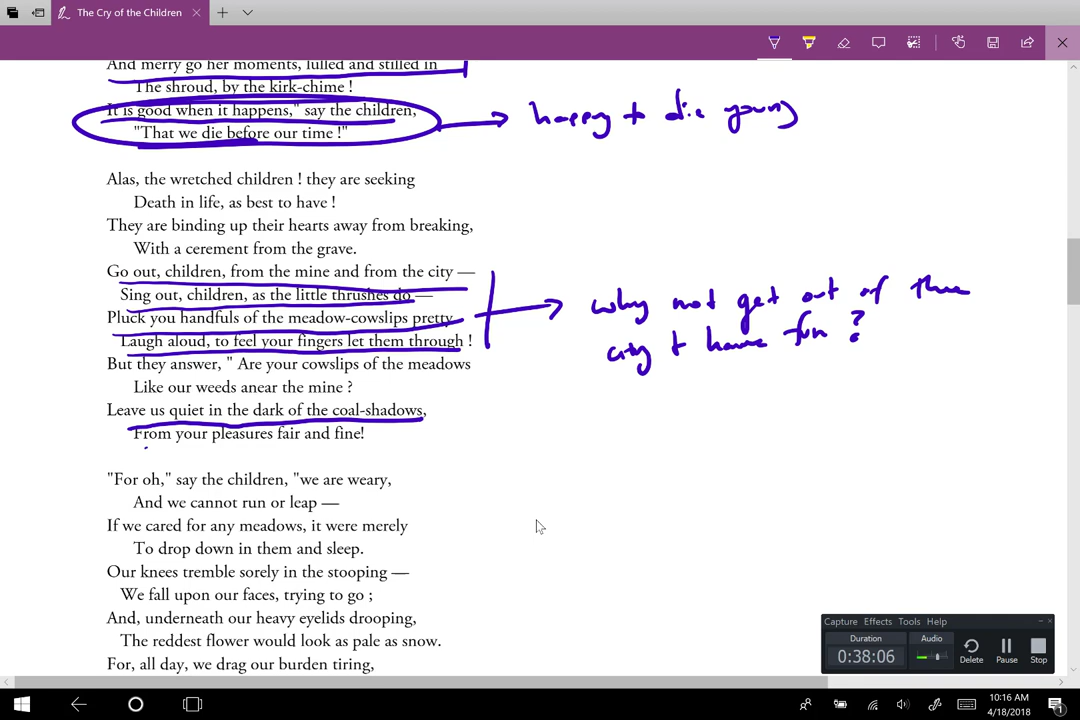 The Cry of the Children
And merry go her moments, lulled and stilled in
The shroud, by the kirk-chime !
It is good when it happens," say the children,
"That we die before our time !"
happy to die young
Alas, the wretched children ! they are seeking
Death in life, as best to have !
They are binding up their hearts away from breaking,
With a cerement from the grave.
Go out, children, from the mine and from the city —
Sing out, children, as the little thrushes do —
Pluck you handfuls of the meadow-cowslips pretty
Laugh aloud, to feel your fingers let them through !
why not get out of the
city to have fun ?
But they answer, " Are your cowslips of the meadows
Like our weeds anear the mine ?
Leave us quiet in the dark of the coal-shadows,
From your pleasures fair and fine!
"For oh," say the children, "we are weary,
And we cannot run or leap —
If we cared for any meadows, it were merely
To drop down in them and sleep.
Our knees tremble sorely in the stooping —
We fall upon our faces, trying to go ;
And, underneath our heavy eyelids drooping,
The reddest flower would look as pale as snow.
For, all day, we drag our burden tiring,
Capture Effects Tools Help
Duration Audio
0:38:06 Delete Pause Stop
10:16 AM
4/18/2018
1